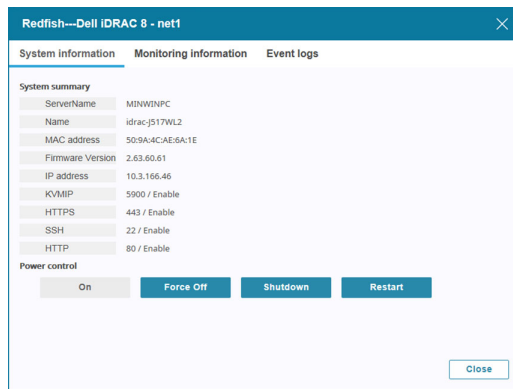 Redfish---Dell iDRAC 8 - net1
System information Monitoring information Event logs
System summary
ServerName MINWINPC
Name idrac-J517WL2
MAC address 50:9A:4C:AE:6A:1E
Firmware Version 2.63.60.61
IP address 10.3.166.46
KVMIP 5900 / Enable
HTTPS 443 / Enable
SSH 22 / Enable
HTTP 80 / Enable
Power control
On Force Off Shutdown Restart
Close